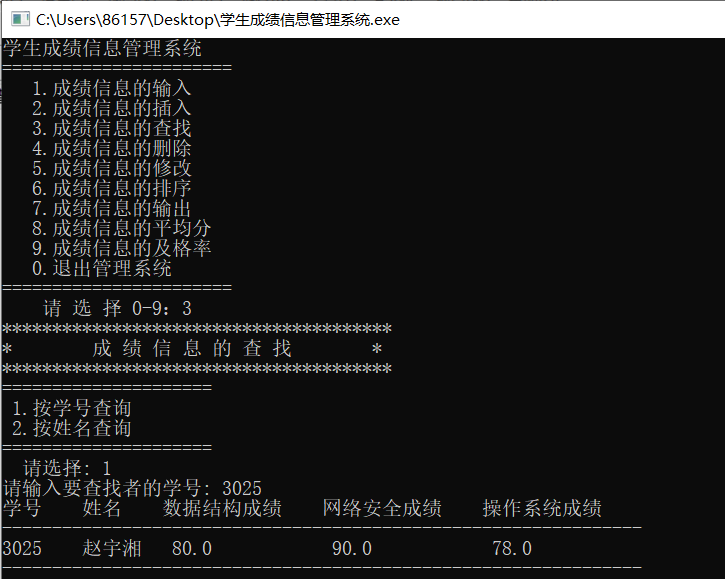 C:\Users\86157\Desktop\学生成绩信息管理系统.exe
学生成绩信息管理系统
=======================
1.成绩信息的输入
2.成绩信息的插入
3.成绩信息的查找
4.成绩信息的删除
5.成绩信息的修改
6.成绩信息的排序
7.成绩信息的输出
8.成绩信息的平均分
9.成绩信息的及格率
0.退出管理系统
=======================
请 选 择 0-9: 3
***************************************
* 成 绩 信 息 的 查 找 *
***************************************
=====================
1.按学号查询
2.按姓名查询
=====================
请选择: 1
请输入要查找者的学号: 3025
学号 姓名 数据结构成绩 网络安全成绩 操作系统成绩
----------------------------------------------------------------
3025 赵宇湘 80.0 90.0 78.0
----------------------------------------------------------------